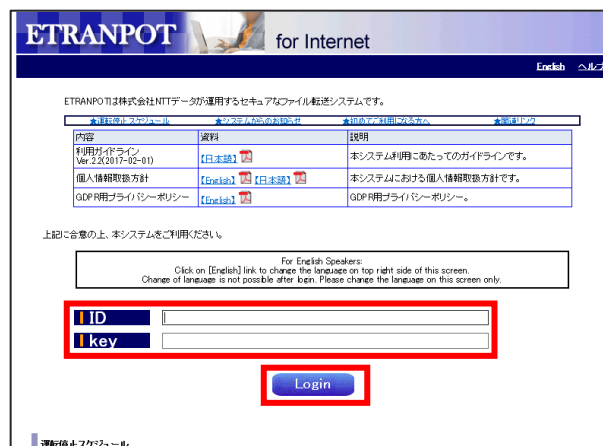 ETRANPOT for Internet
English ヘルプ
ETRANPOTは株式会社NTTデータが運用するセキュアなファイル転送システムです。
★運転停止スケジュール ★システムからのお知らせ ★初めてご利用になる方へ ★関連リンク
内容 資料 説明
利用ガイドライン
Ver.2.2(2017-02-01) 【日本語】 本システム利用にあたってのガイドラインです。
個人情報取扱方針 【English】 【日本語】 本システムにおける個人情報取扱方針です。
GDPR用プライバシーポリシー 【English】 GDPR用プライバシーポリシー。
上記に合意の上、本システムをご利用ください。
For English Speakers:
Click on [English] link to change the language on top right side of this screen.
Change of language is not possible after login. Please change the language on this screen only.
ID
key
Login
運転停止スケジュール